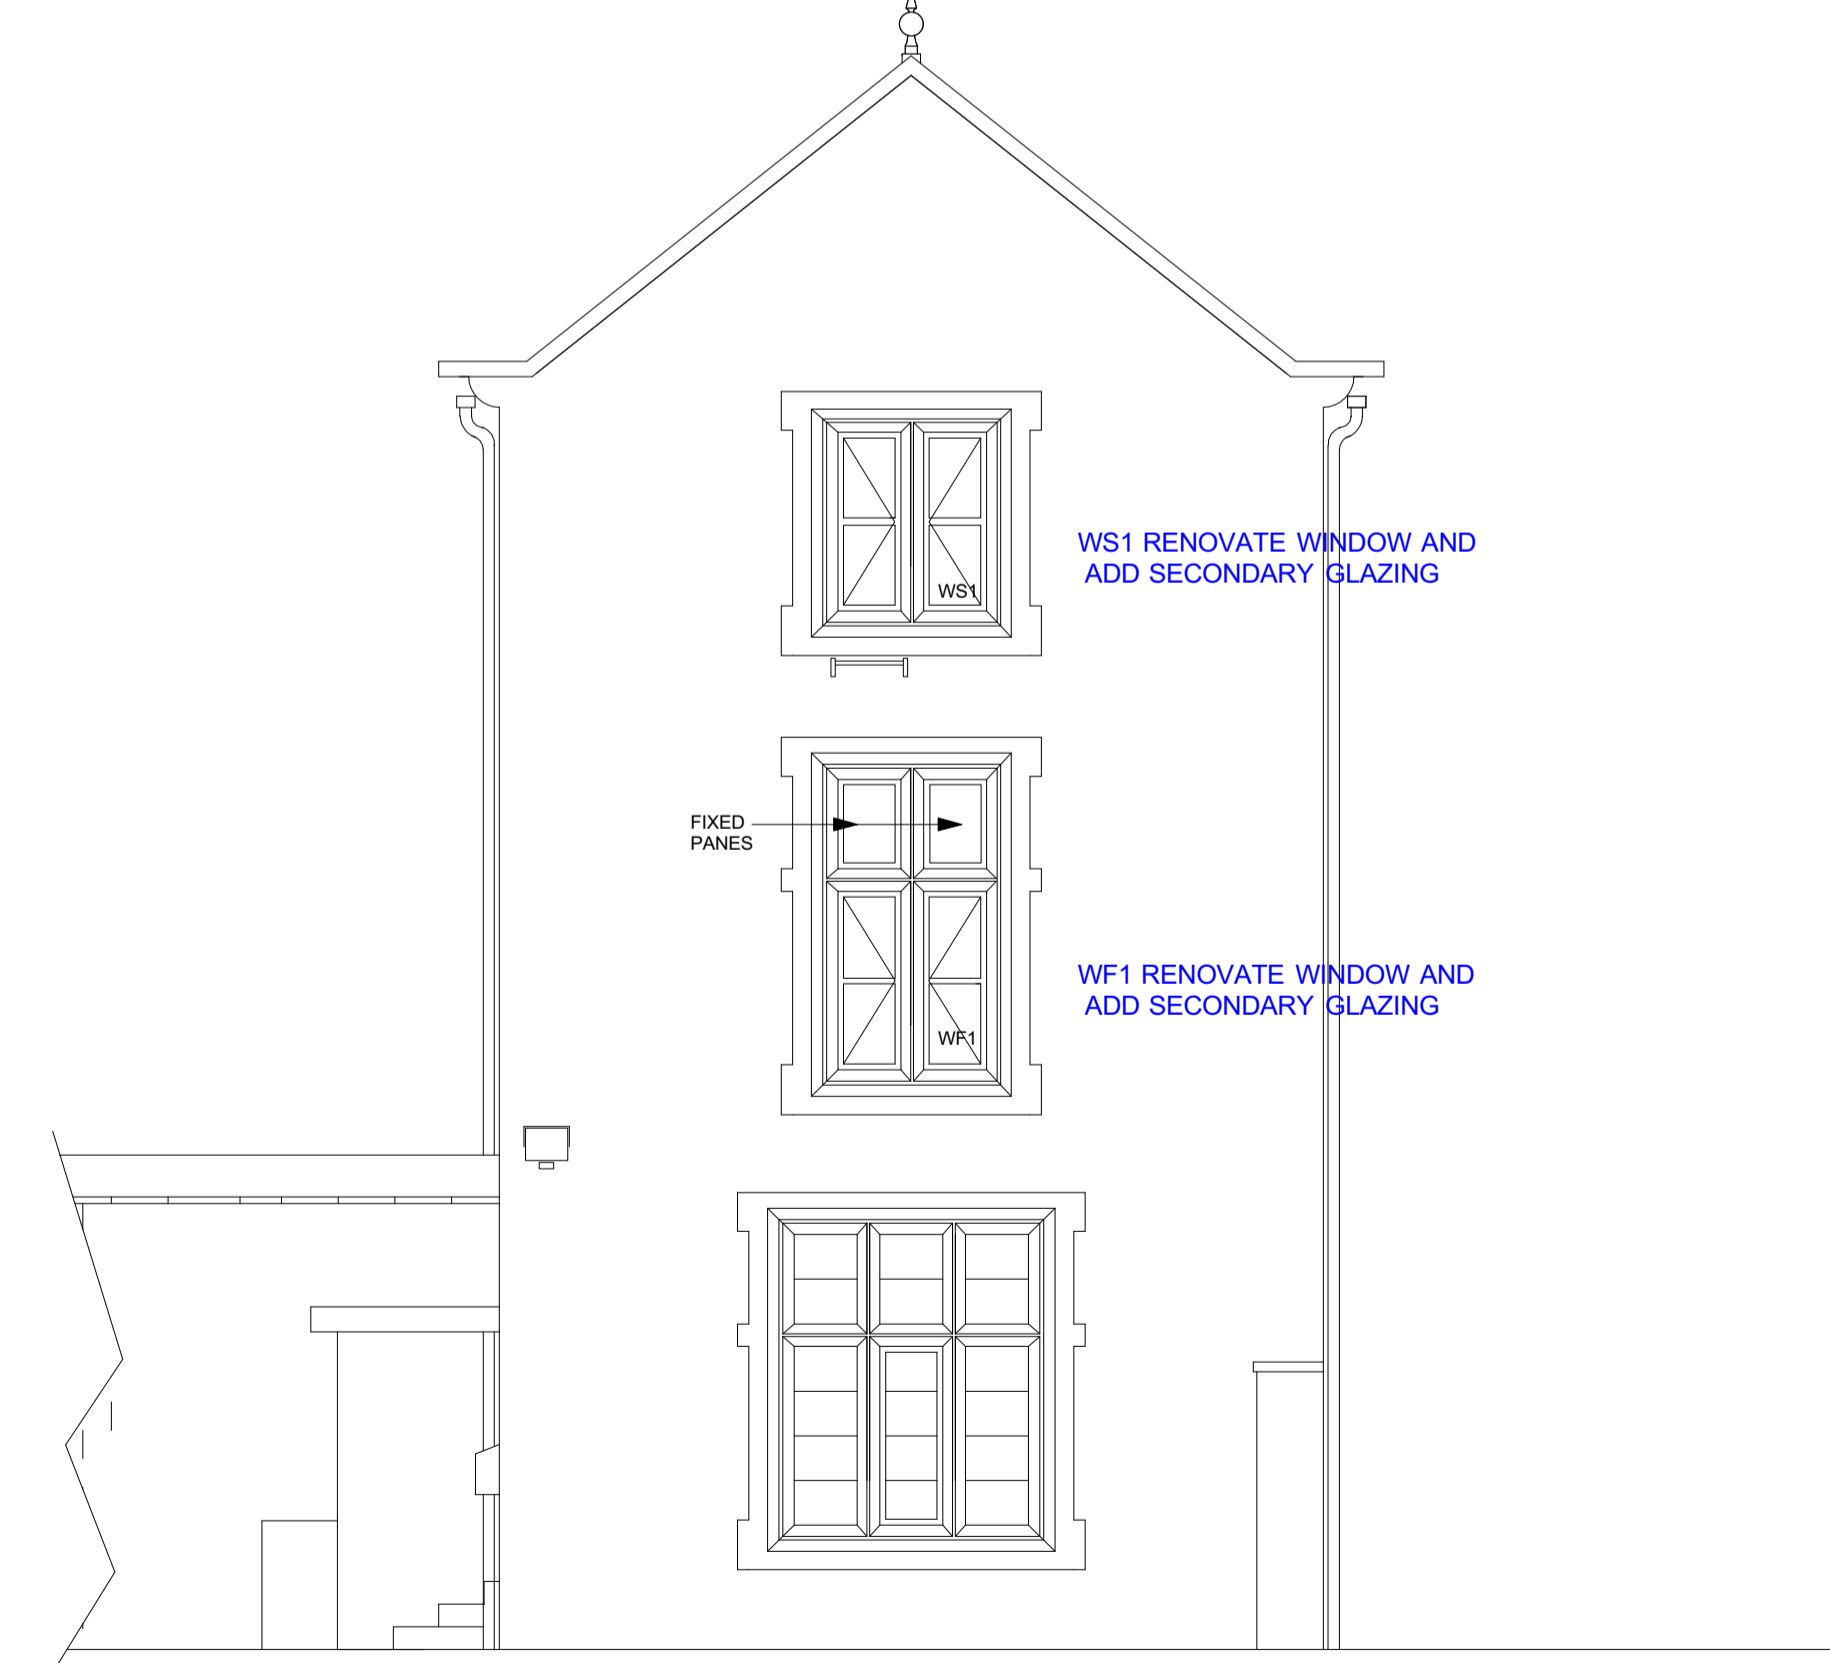 WS1 RENOVATE WINDOW AND
ADD SECONDARY GLAZING
WS1
FIXED
PANES
WF1 RENOVATE WINDOW AND
ADD SECONDARY GLAZING
WF1